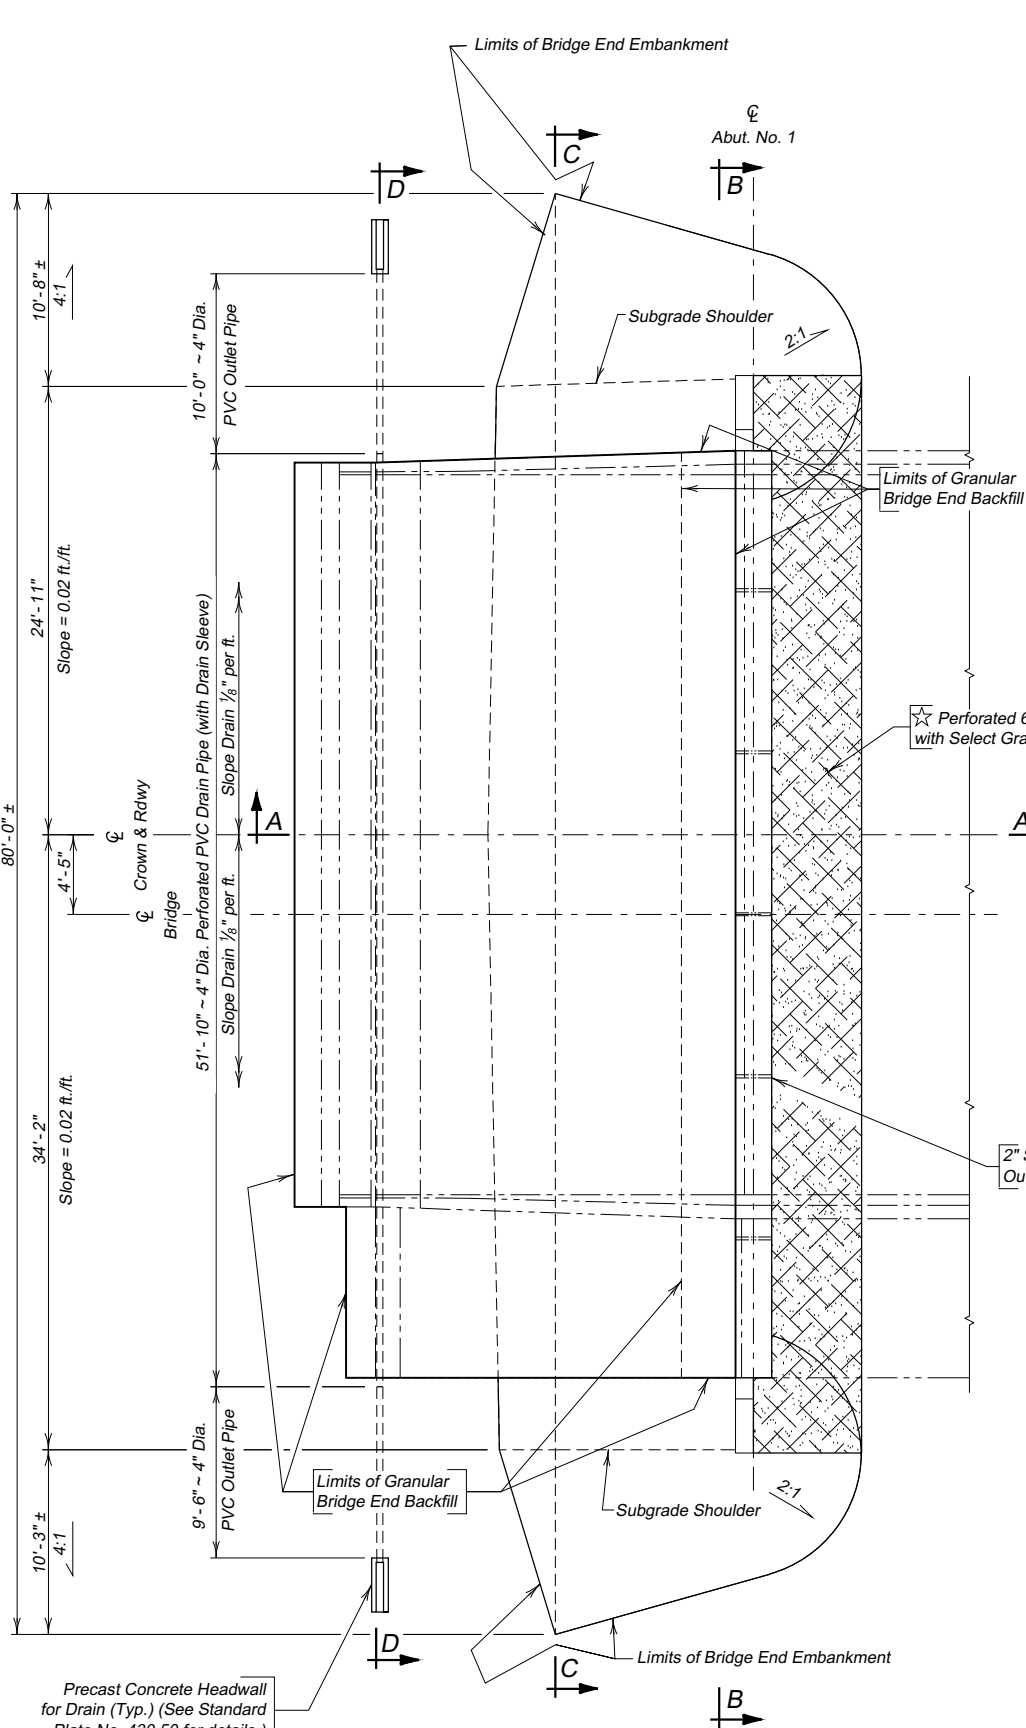 Limits of Bridge End Embankment
℄
Abut. No. 1
C
D
B
10'-8" ±
4:1
10'-0" ~ 4" Dia.
PVC Outlet Pipe
Subgrade Shoulder
2:1
Limits of Granular
Bridge End Backfill
24'-11"
Slope = 0.02 ft./ft.
51'-10" ~ 4" Dia. Perforated PVC Drain Pipe (with Drain Sleeve)
Slope Drain 1/8" per ft.
☆ Perforated 6
with Select Gra
80'-0" ±
℄
Crown & Rdwy
A
A
4'-5"
℄
Bridge
Slope Drain 1/8" per ft.
34'-2"
Slope = 0.02 ft./ft.
2" S
Ou
9'-6" ~ 4" Dia.
PVC Outlet Pipe
Limits of Granular
Bridge End Backfill
Subgrade Shoulder
2:1
10'-3" ±
4:1
D
C
Limits of Bridge End Embankment
B
Precast Concrete Headwall
for Drain (Typ.) (See Standard
Plate No. 430.50 for details.)